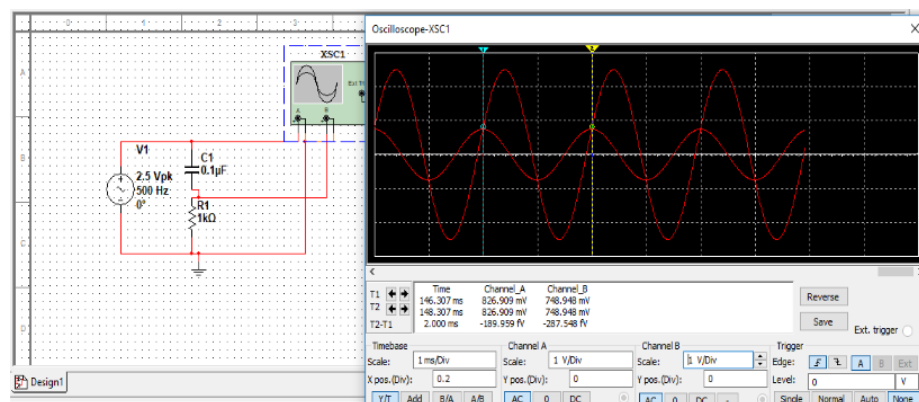 0 1 2 3
Oscilloscope-XSC1
XSC1
Ext T
A B
A
B
C
D
V1
2.5 Vpk
500 Hz
0°
C1
0.1µF
R1
1kΩ
Time Channel_A Channel_B
T1 146.307 ms 826.909 mV 748.948 mV
T2 148.307 ms 826.909 mV 748.948 mV
T2-T1 2.000 ms -189.959 fV -287.548 fV
Reverse
Save
Ext. trigger
Timebase Channel A Channel B Trigger
Scale: 1 ms/Div Scale: 1 V/Div Scale: 1 V/Div Edge: A B Ext
X pos.(Div): 0.2 Y pos.(Div): 0 Y pos.(Div): 0 Level: 0 V
Y/T Add B/A A/B AC 0 DC AC 0 DC - Single Normal Auto None
Design1